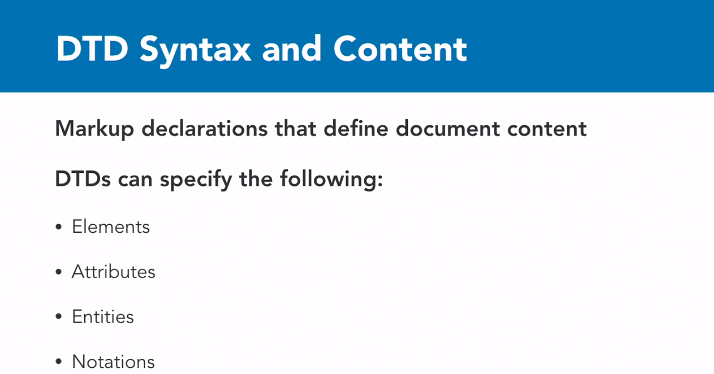 DTD Syntax and Content
Markup declarations that define document content
DTDs can specify the following:
• Elements
• Attributes
• Entities
• Notations